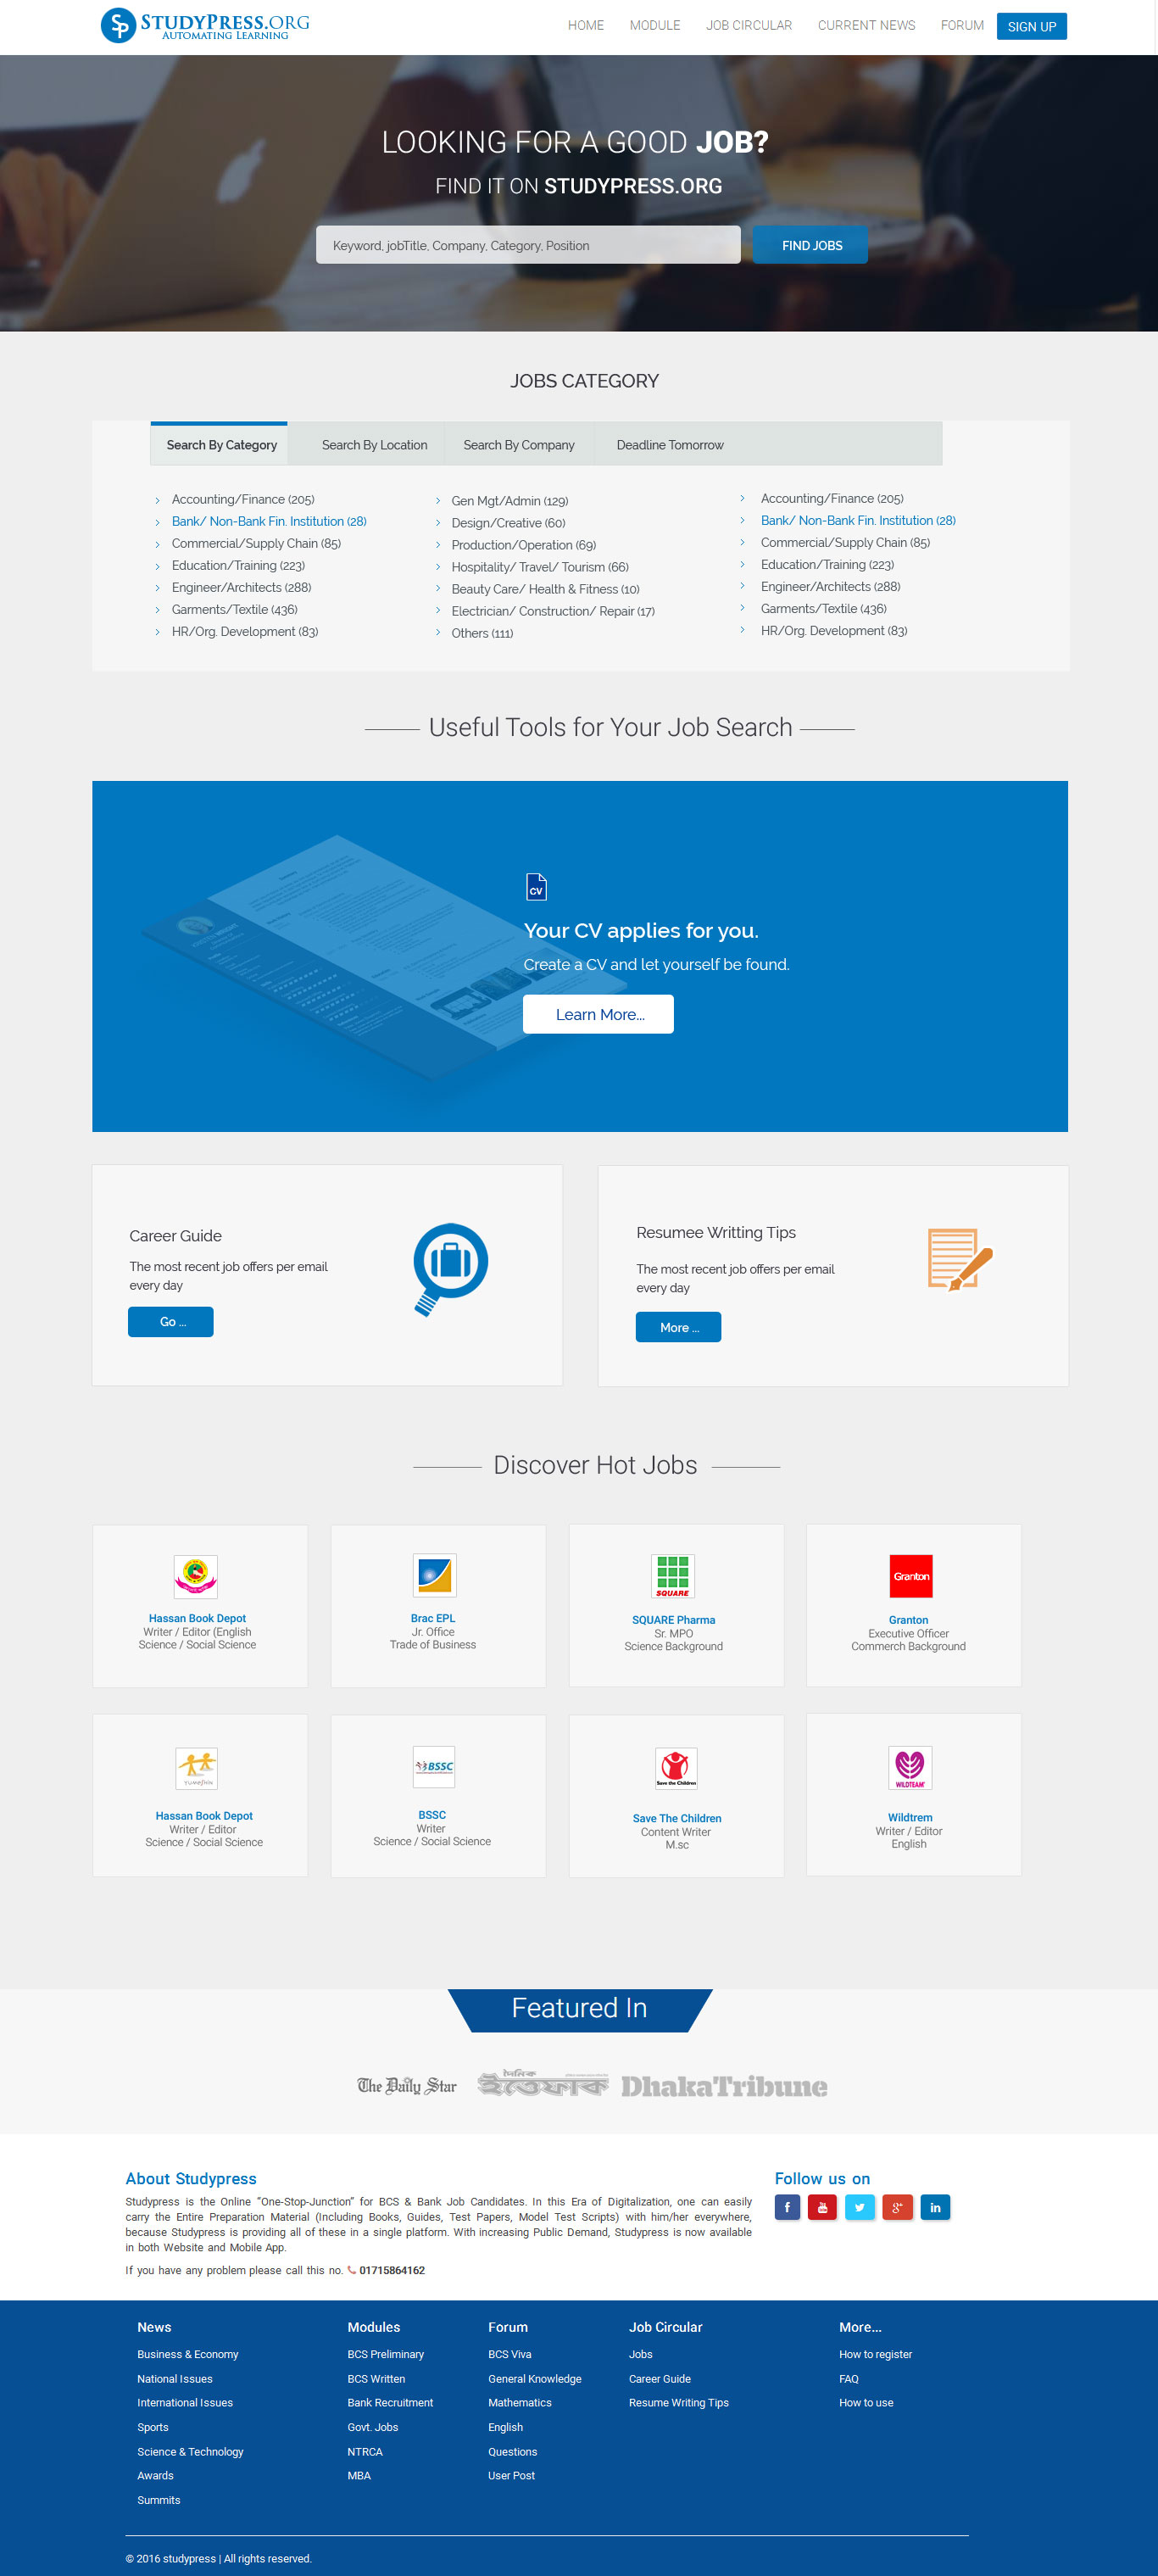 STUDYPRESS.ORG
AUTOMATING LEARNING
HOME
MODULE
JOB CIRCULAR
CURRENT NEWS
FORUM
SIGN UP
LOOKING FOR A GOOD JOB?
FIND IT ON STUDYPRESS.ORG
Keyword, jobTitle, Company, Category, Position
FIND JOBS
JOBS CATEGORY
Search By Category
Search By Location
Search By Company
Deadline Tomorrow
Accounting/Finance (205)
Bank/ Non-Bank Fin. Institution (28)
Commercial/Supply Chain (85)
Education/Training (223)
Engineer/Architects (288)
Garments/Textile (436)
HR/Org. Development (83)
Gen Mgt/Admin (129)
Design/Creative (60)
Production/Operation (69)
Hospitality/ Travel/ Tourism (66)
Beauty Care/ Health & Fitness (10)
Electrician/ Construction/ Repair (17)
Others (111)
Accounting/Finance (205)
Bank/ Non-Bank Fin. Institution (28)
Commercial/Supply Chain (85)
Education/Training (223)
Engineer/Architects (288)
Garments/Textile (436)
HR/Org. Development (83)
Useful Tools for Your Job Search
CV
Your CV applies for you.
Create a CV and let yourself be found.
Learn More...
Career Guide
The most recent job offers per email
every day
Go ...
Resumee Writting Tips
The most recent job offers per email
every day
More ...
Discover Hot Jobs
Hassan Book Depot
Writer / Editor (English
Science / Social Science
Brac EPL
Jr. Office
Trade of Business
SQUARE
SQUARE Pharma
Sr. MPO
Science Background
Granton
Granton
Executive Officer
Commerch Background
Hassan Book Depot
Writer / Editor
Science / Social Science
BSSC
BSSC
Writer
Science / Social Science
Save the Children
Save The Children
Content Writer
M.sc
WILDTEAM
Wildtrem
Writer / Editor
English
Featured In
The Daily Star
দৈনিক
ইত্তেফাক
DhakaTribune
About Studypress
Studypress is the Online "One-Stop-Junction" for BCS & Bank Job Candidates. In this Era of Digitalization, one can easily
carry the Entire Preparation Material (Including Books, Guides, Test Papers, Model Test Scripts) with him/her everywhere,
because Studypress is providing all of these in a single platform. With increasing Public Demand, Studypress is now available
in both Website and Mobile App.
If you have any problem please call this no. 01715864162
Follow us on
News
Business & Economy
National Issues
International Issues
Sports
Science & Technology
Awards
Summits
Modules
BCS Preliminary
BCS Written
Bank Recruitment
Govt. Jobs
NTRCA
MBA
Forum
BCS Viva
General Knowledge
Mathematics
English
Questions
User Post
Job Circular
Jobs
Career Guide
Resume Writing Tips
More...
How to register
FAQ
How to use
© 2016 studypress | All rights reserved.